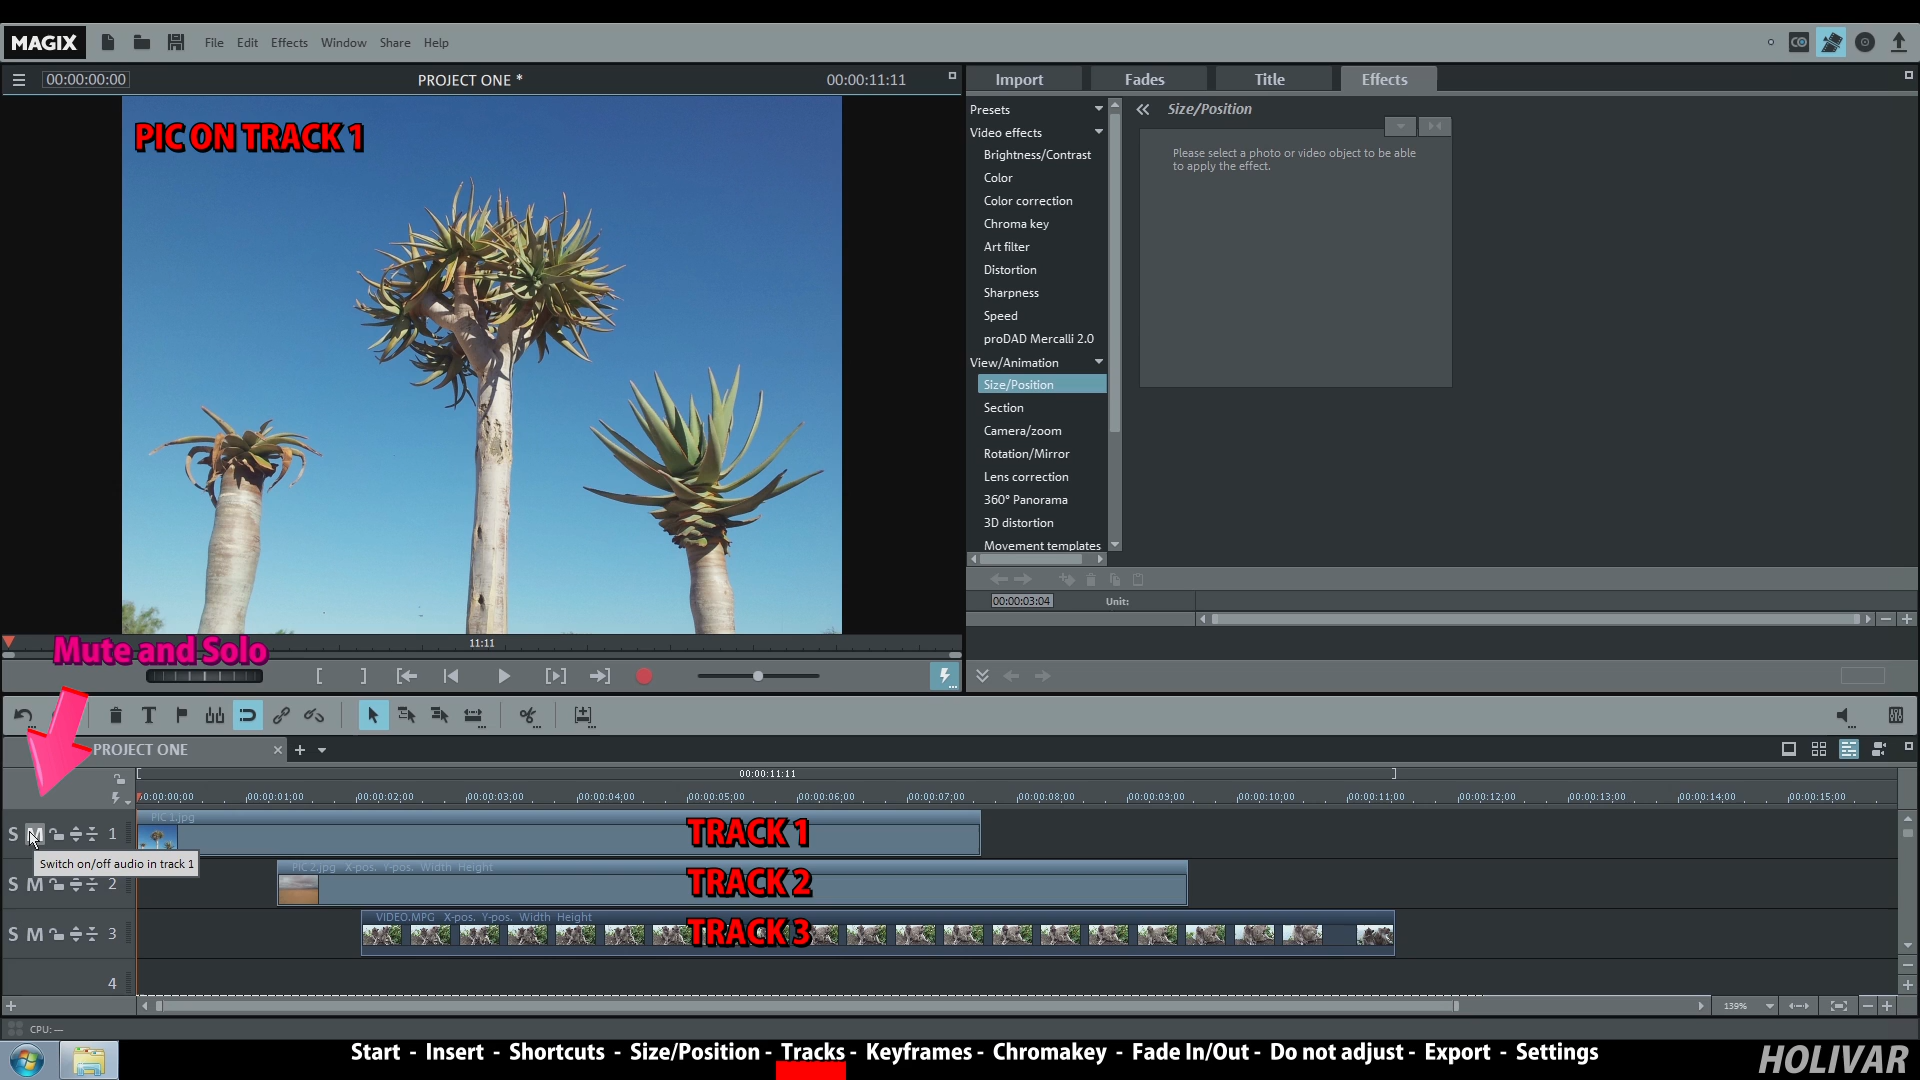 MAGIX File Edit Effects Window Share Help
00:00:00:00 PROJECT ONE * 00:00:11:11
Import Fades Title Effects
PIC ON TRACK 1
Presets
Video effects
Brightness/Contrast
Color
Color correction
Chroma key
Art filter
Distortion
Sharpness
Speed
proDAD Mercalli 2.0
View/Animation
Size/Position
Section
Camera/zoom
Rotation/Mirror
Lens correction
360° Panorama
3D distortion
Movement templates
Size/Position
Please select a photo or video object to be able
to apply the effect.
00:00:03:04 Unit:
11:11
Mute and Solo
PROJECT ONE
00:00:11:11
00:00:00;00 00:00:01;00 00:00:02;00 00:00:03;00 00:00:04;00 00:00:05;00 00:00:06;00 00:00:07;00 00:00:08;00 00:00:09;00 00:00:10;00 00:00:11;00 00:00:12;00 00:00:13;00 00:00:14;00 00:00:15;00
PIC 1.jpg
S M 1 TRACK 1
Switch on/off audio in track 1
PIC 2.jpg X-pos. Y-pos. Width Height
S M 2 TRACK 2
VIDEO.MPG X-pos. Y-pos. Width Height
S M 3 TRACK 3
4
139%
CPU: —
Start - Insert - Shortcuts - Size/Position - Tracks - Keyframes - Chromakey - Fade In/Out - Do not adjust - Export - Settings
HOLIVAR